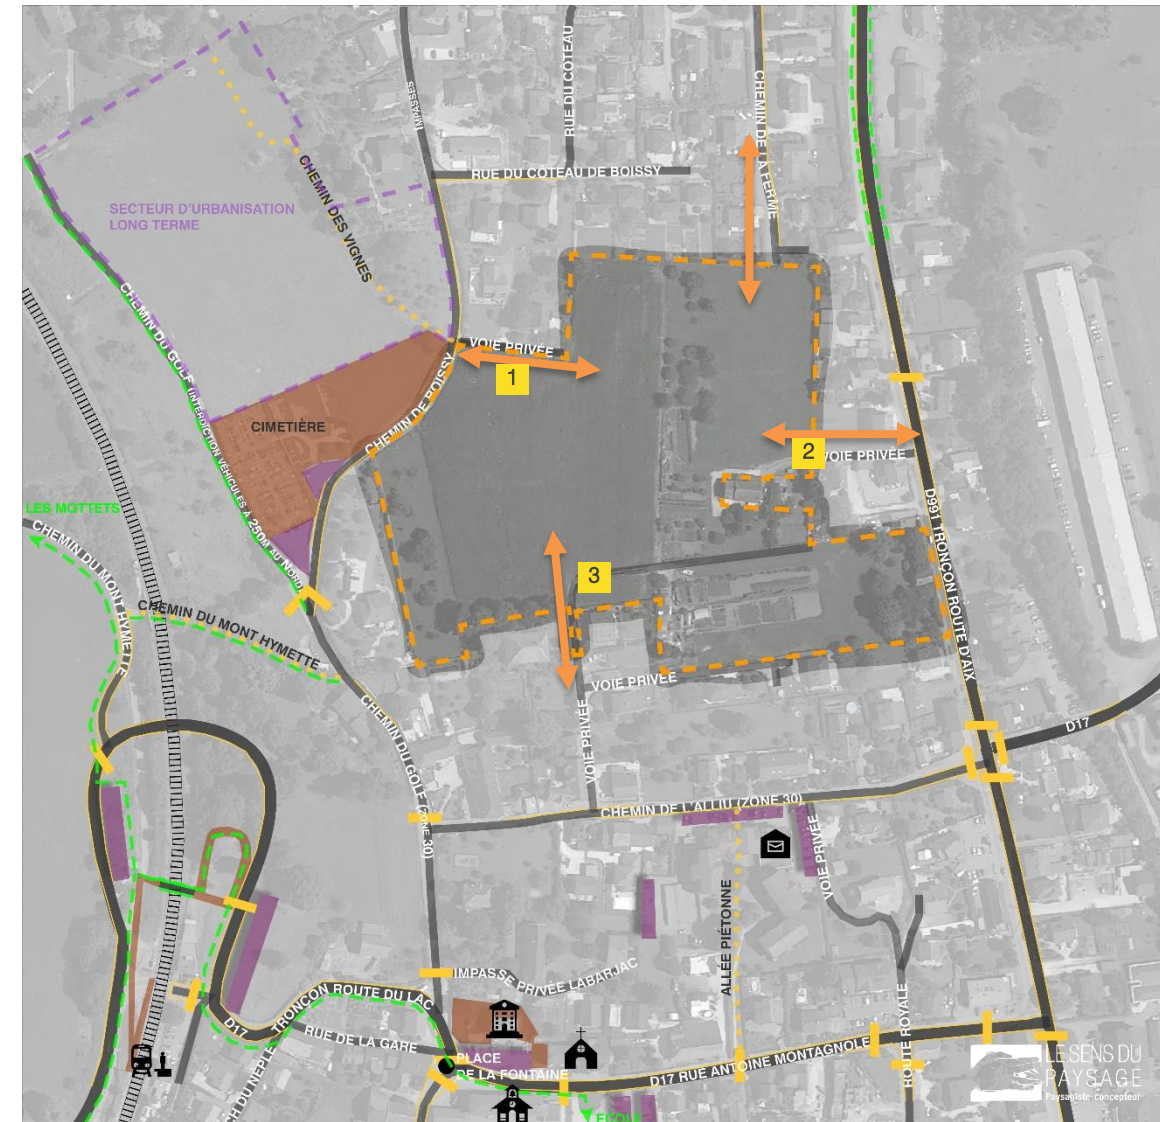 RUE DU COTEAU
IMPASSES
CHEMIN DE LA FERME
RUE DU COTEAU DE BOISSY
CHEMIN DES VIGNES
SECTEUR D'URBANISATION
LONG TERME
CHEMIN DU GOLF (INTERDICTION VÉHICULES À 250M AU NORD)
VOIE PRIVÉE
1
CHEMIN DE BOISSY
CIMETIÈRE
2
VOIE PRIVÉE
LES MOTTETS
CHEMIN DU MONT HYMETTE
D991 TRONÇON ROUTE D'AIX
3
CHEMIN DU MONT HYMETTE
VOIE PRIVÉE
VOIE PRIVÉE
CHEMIN DU GOLF (ZONE 30)
D17
CHEMIN DE L'ALLIU (ZONE 30)
VOIE PRIVÉE
ALLÉE PIÉTONNE
IMPASSE PRIVÉE LABARJAC
TRONÇON ROUTE DU LAC
D17
RUE DE LA GARE
CH DU NEPLE
PLACE
DE LA FONTAINE
D17 RUE ANTOINE MONTAGNOLE
ROUTE ROYALE
ECOLE
LE SENS DU
PAYSAGE
Paysagiste-concepteur